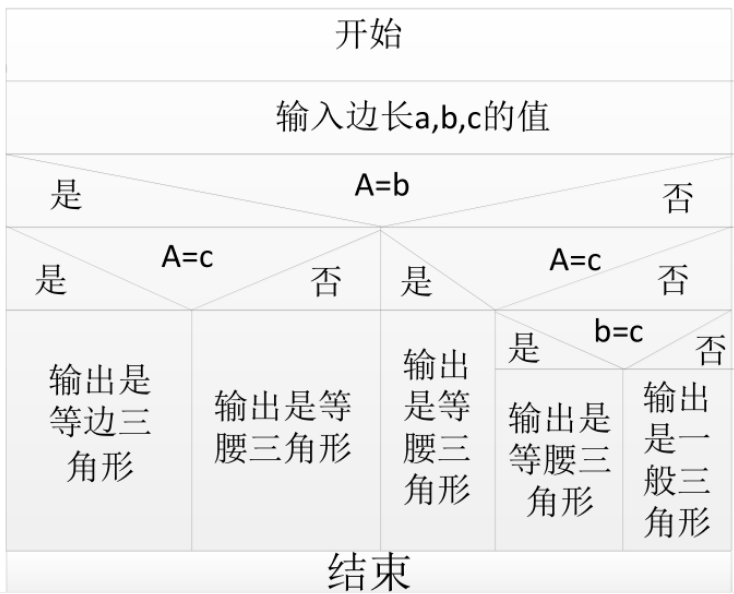 开始
输入边长a,b,c的值
A=b
是
否
A=c
是
否
A=c
是
否
b=c
是
否
输出是
等边三
角形
输出是等
腰三角形
输出
是等
腰三
角形
输出是
等腰三
角形
输出
是一
般三
角形
结束